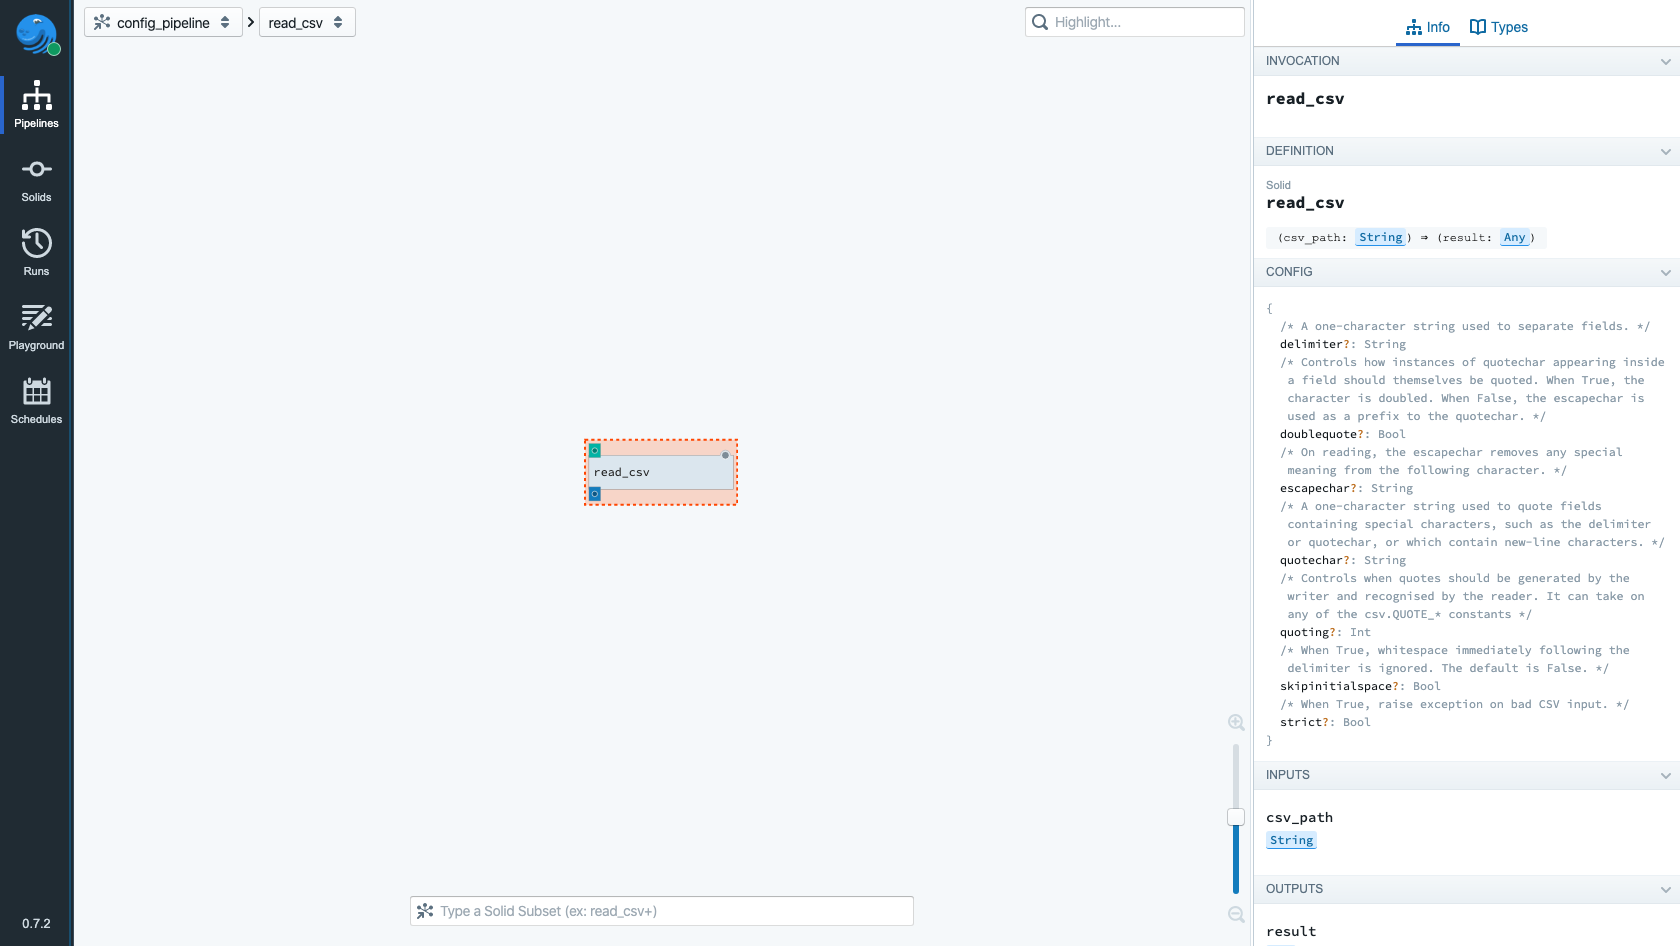 config_pipeline
read_csv
Highlight...
Info
Types
Pipelines
Solids
Runs
Playground
Schedules
0.7.2
read_csv
Type a Solid Subset (ex: read_csv+)
INVOCATION
read_csv
DEFINITION
Solid
read_csv
(csv_path: String) ⇒ (result: Any)
CONFIG
{
/* A one-character string used to separate fields. */
delimiter?: String
/* Controls how instances of quotechar appearing inside
a field should themselves be quoted. When True, the
character is doubled. When False, the escapechar is
used as a prefix to the quotechar. */
doublequote?: Bool
/* On reading, the escapechar removes any special
meaning from the following character. */
escapechar?: String
/* A one-character string used to quote fields
containing special characters, such as the delimiter
or quotechar, or which contain new-line characters. */
quotechar?: String
/* Controls when quotes should be generated by the
writer and recognised by the reader. It can take on
any of the csv.QUOTE_* constants */
quoting?: Int
/* When True, whitespace immediately following the
delimiter is ignored. The default is False. */
skipinitialspace?: Bool
/* When True, raise exception on bad CSV input. */
strict?: Bool
}
INPUTS
csv_path
String
OUTPUTS
result